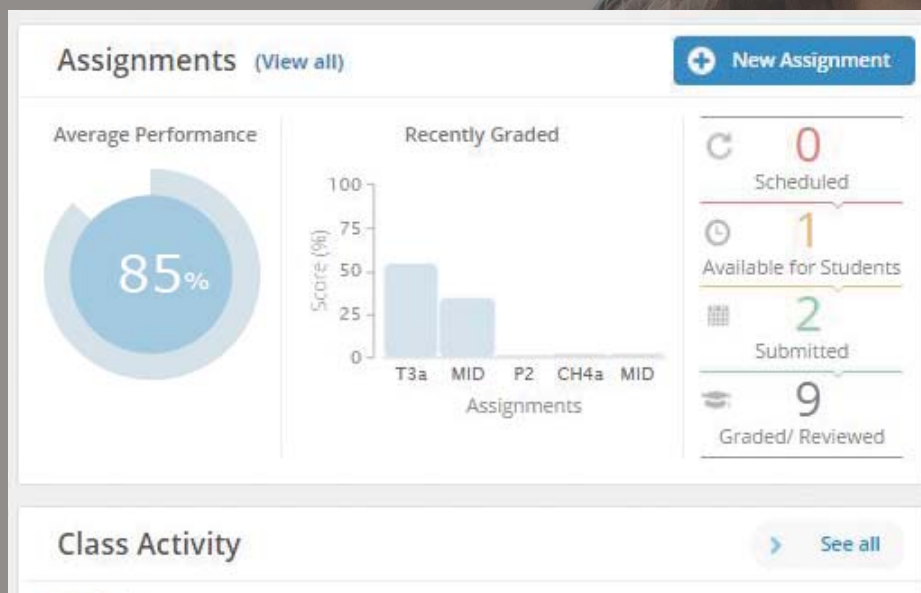 Assignments (View all)
New Assignment
Average Performance
85%
Recently Graded
100
75
50
25
0
Score (%)
T3a MID P2 CH4a MID
Assignments
0
Scheduled
1
Available for Students
2
Submitted
9
Graded/ Reviewed
Class Activity
See all